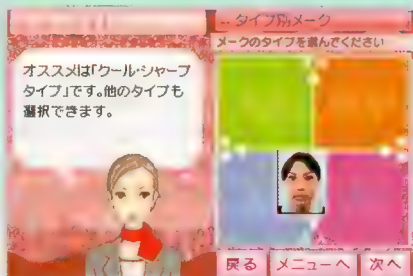 オススメは「クール・シャープ
タイプ」です。他のタイプも
選択できます。
タイプ別メーク
メークのタイプを選んでください
戻る
メニューへ
次へ